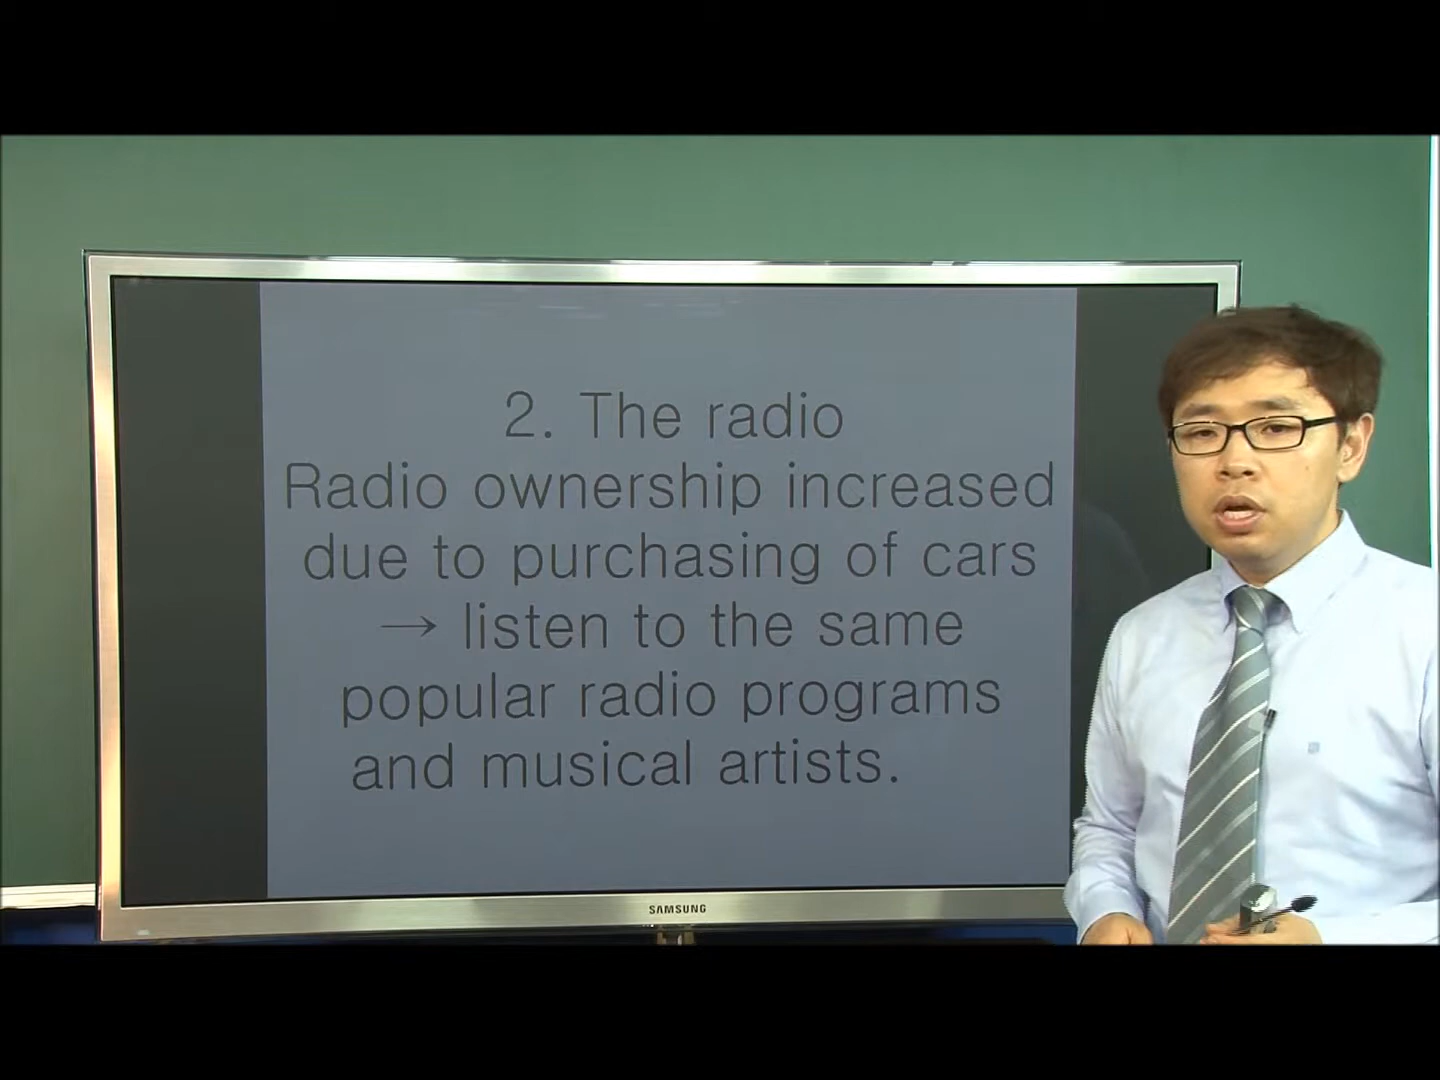 2. The radio
Radio ownership increased
due to purchasing of cars
→ listen to the same
popular radio programs
and musical artists.
SAMSUNG